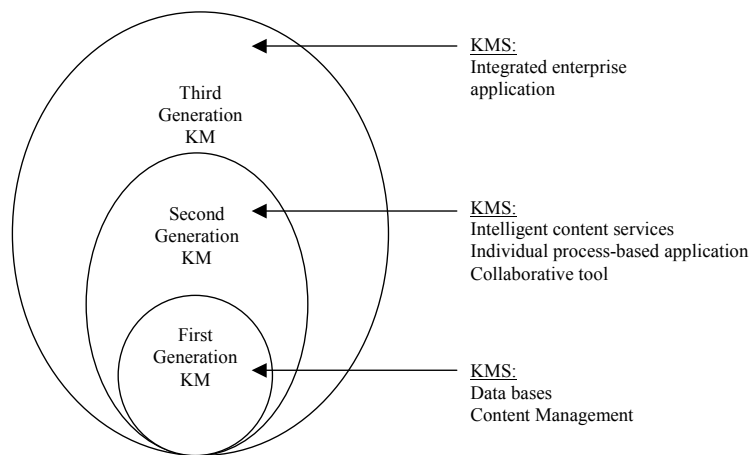 KMS:
Integrated enterprise
application
Third
Generation
KM
Second
Generation
KM
KMS:
Intelligent content services
Individual process-based application
Collaborative tool
First
Generation
KM
KMS:
Data bases
Content Management